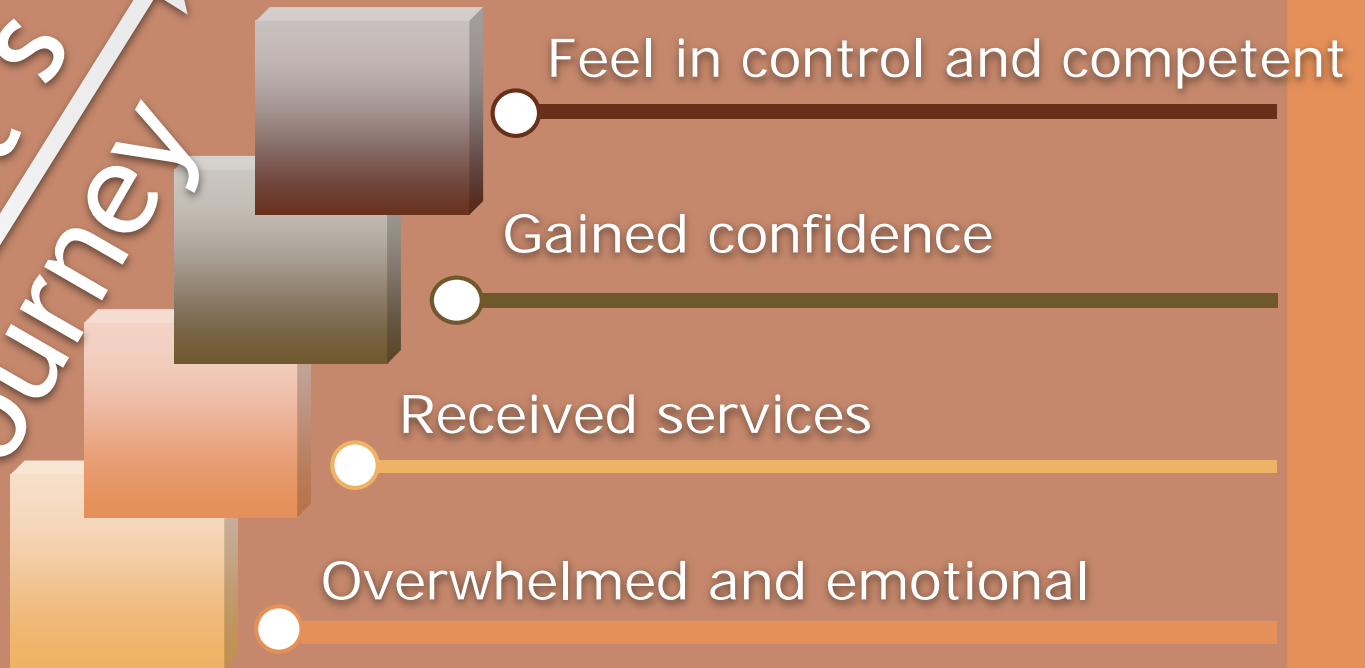 Feel in control and competent
Gained confidence
Received services
Overwhelmed and emotional